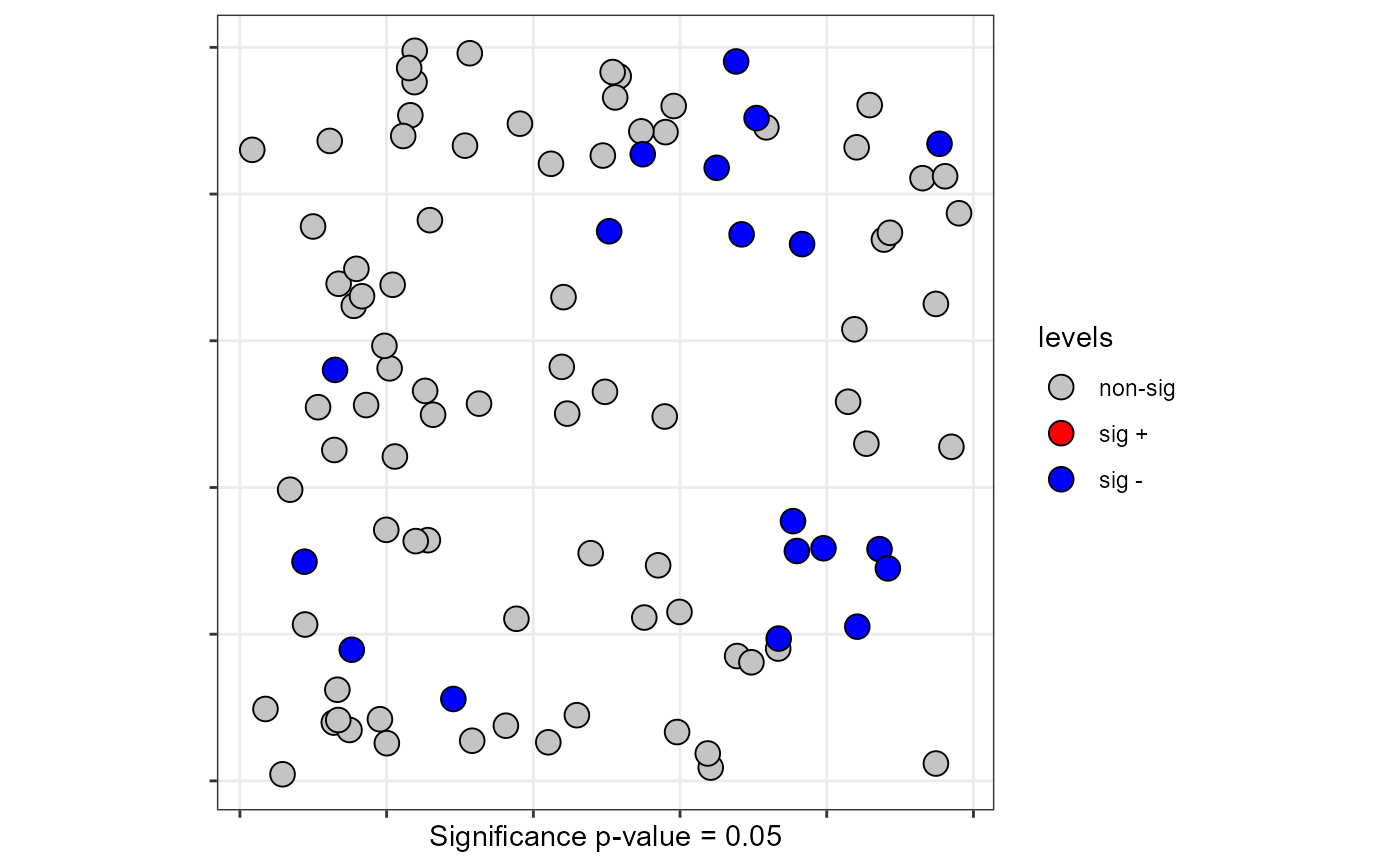 levels
non-sig
sig +
sig -
Significance p-value = 0.05